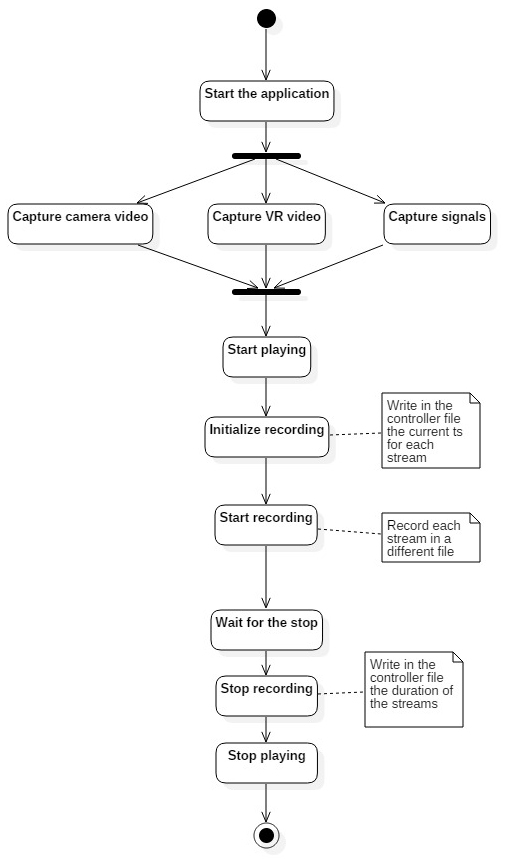 Start the application
Capture camera video
Capture VR video
Capture signals
Start playing
Initialize recording
Write in the
controller file
the current ts
for each
stream
Start recording
Record each
stream in a
different file
Wait for the stop
Stop recording
Write in the
controller file
the duration of
the streams
Stop playing